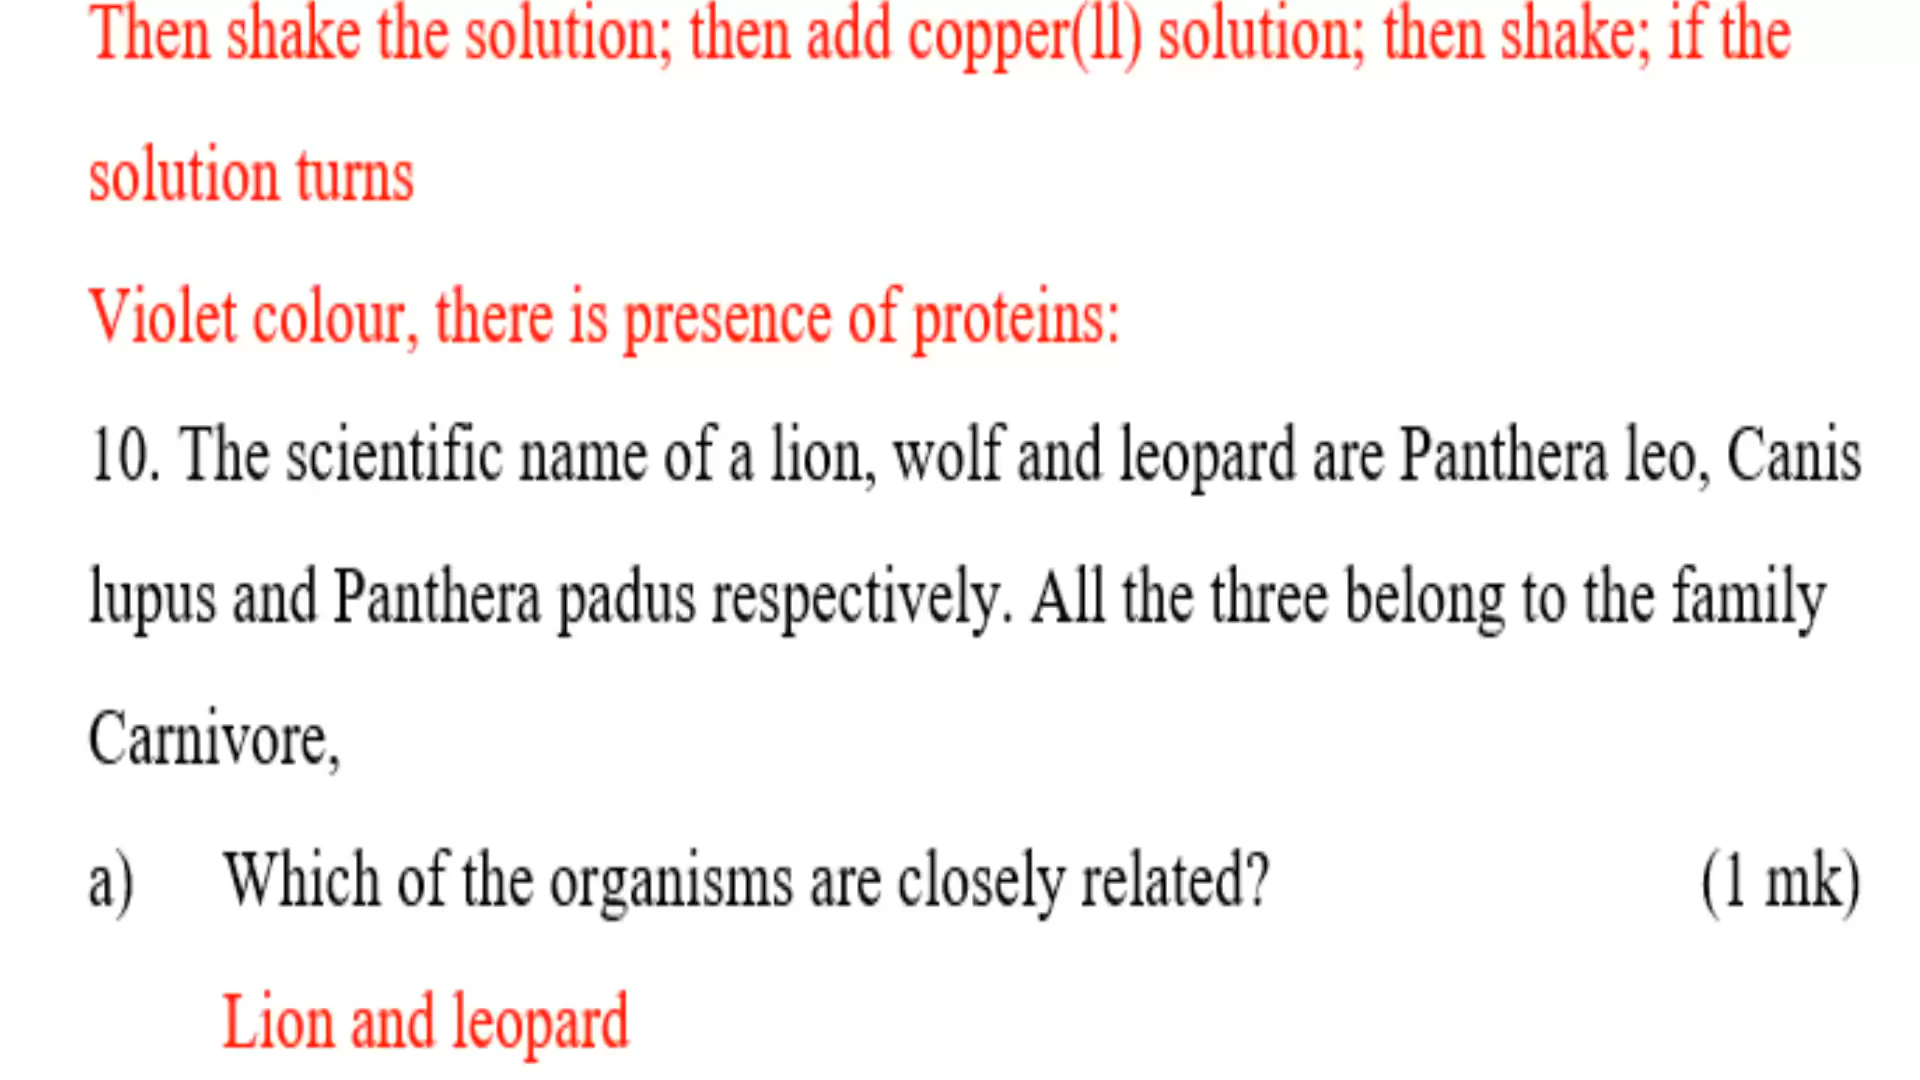 Then shake the solution; then add copper(ll) solution; then shake; if the
solution turns
Violet colour, there is presence of proteins:
10. The scientific name of a lion, wolf and leopard are Panthera leo, Canis
lupus and Panthera padus respectively. All the three belong to the family
Carnivore,
a) Which of the organisms are closely related? (1 mk)
Lion and leopard